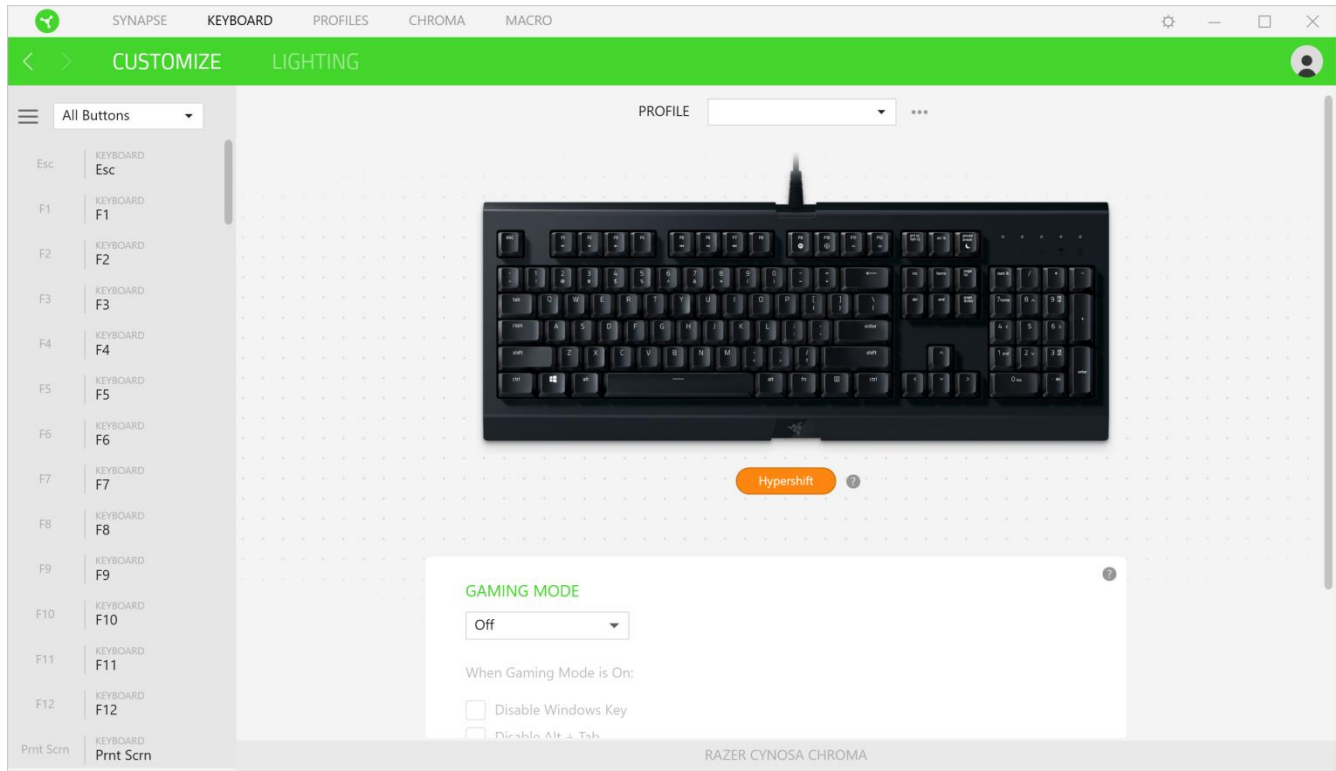 SYNAPSE KEYBOARD PROFILES CHROMA MACRO
CUSTOMIZE LIGHTING
All Buttons
PROFILE
Esc KEYBOARD Esc
F1 KEYBOARD F1
F2 KEYBOARD F2
F3 KEYBOARD F3
F4 KEYBOARD F4
F5 KEYBOARD F5
F6 KEYBOARD F6
F7 KEYBOARD F7
F8 KEYBOARD F8
F9 KEYBOARD F9
F10 KEYBOARD F10
F11 KEYBOARD F11
F12 KEYBOARD F12
Prnt Scrn KEYBOARD Prnt Scrn
Hypershift ?
GAMING MODE ?
Off
When Gaming Mode is On:
Disable Windows Key
Disable Alt + Tab
RAZER CYNOSA CHROMA